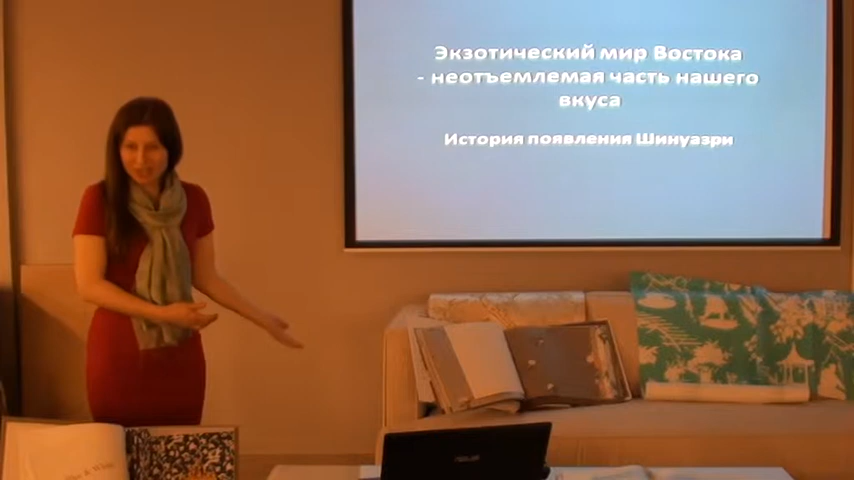 Экзотический мир Востока
- неотъемлемая часть нашего
вкуса
История появления Шинуазри